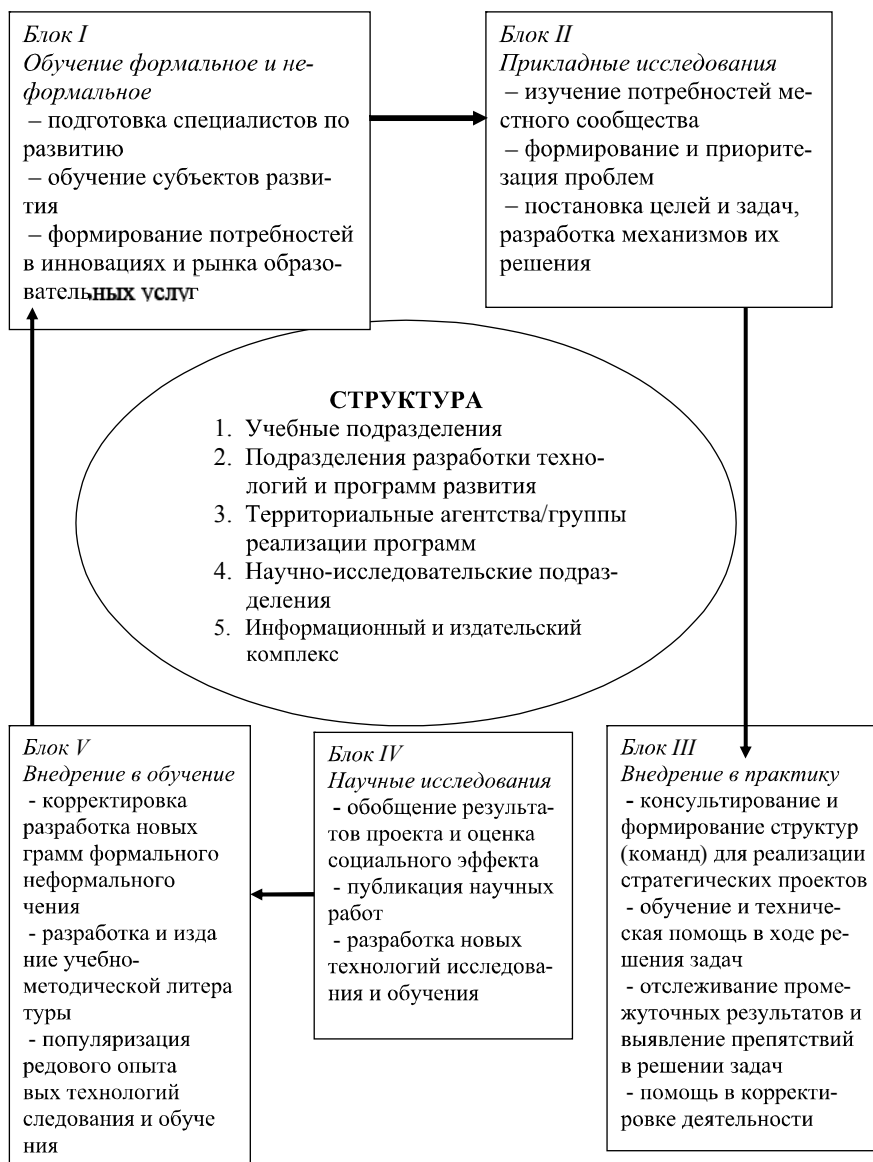 Блок I
Обучение формальное и не-
формальное
– подготовка специалистов по
развитию
– обучение субъектов разви-
тия
– формирование потребностей
в инновациях и рынка образо-
вательных услуг
Блок II
Прикладные исследования
– изучение потребностей ме-
стного сообщества
– формирование и приорите-
зация проблем
– постановка целей и задач,
разработка механизмов их
решения
СТРУКТУРА
1. Учебные подразделения
2. Подразделения разработки техно-
логий и программ развития
3. Территориальные агентства/группы
реализации программ
4. Научно-исследовательские подраз-
деления
5. Информационный и издательский
комплекс
Блок V
Внедрение в обучение
- корректировка
разработка новых
грамм формального
неформального
чения
- разработка и изда
ние учебно-
методической литера
туры
- популяризация
редового опыта
вых технологий
следования и обуче
ния
Блок IV
Научные исследования
- обобщение результа-
тов проекта и оценка
социального эффекта
- публикация научных
работ
- разработка новых
технологий исследова-
ния и обучения
Блок III
Внедрение в практику
- консультирование и
формирование структур
(команд) для реализации
стратегических проектов
- обучение и техниче-
ская помощь в ходе ре-
шения задач
- отслеживание проме-
жуточных результатов и
выявление препятствий
в решении задач
- помощь в корректи-
ровке деятельности